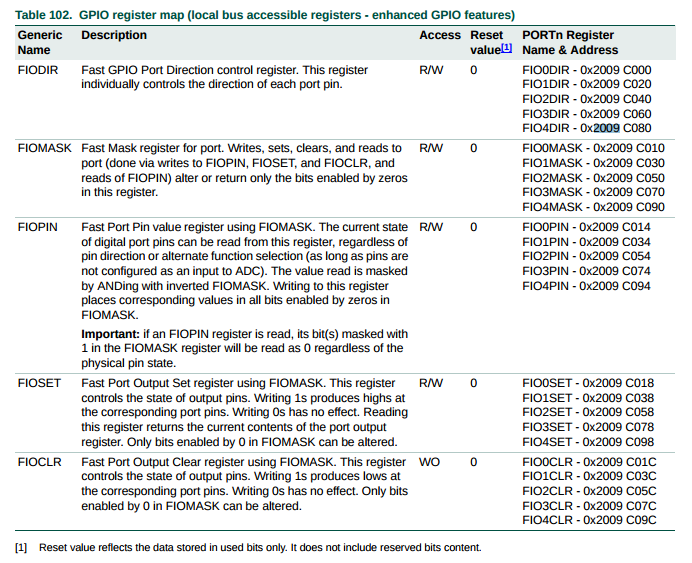 Table 102. GPIO register map (local bus accessible registers - enhanced GPIO features)
Generic Name Description Access Reset value[1] PORTn Register Name & Address
FIODIR Fast GPIO Port Direction control register. This register R/W 0 FIO0DIR - 0x2009 C000
individually controls the direction of each port pin. FIO1DIR - 0x2009 C020
FIO2DIR - 0x2009 C040
FIO3DIR - 0x2009 C060
FIO4DIR - 0x2009 C080
FIOMASK Fast Mask register for port. Writes, sets, clears, and reads to R/W 0 FIO0MASK - 0x2009 C010
port (done via writes to FIOPIN, FIOSET, and FIOCLR, and FIO1MASK - 0x2009 C030
reads of FIOPIN) alter or return only the bits enabled by zeros FIO2MASK - 0x2009 C050
in this register. FIO3MASK - 0x2009 C070
FIO4MASK - 0x2009 C090
FIOPIN Fast Port Pin value register using FIOMASK. The current state R/W 0 FIO0PIN - 0x2009 C014
of digital port pins can be read from this register, regardless of FIO1PIN - 0x2009 C034
pin direction or alternate function selection (as long as pins are FIO2PIN - 0x2009 C054
not configured as an input to ADC). The value read is masked FIO3PIN - 0x2009 C074
by ANDing with inverted FIOMASK. Writing to this register FIO4PIN - 0x2009 C094
places corresponding values in all bits enabled by zeros in
FIOMASK.
Important: if an FIOPIN register is read, its bit(s) masked with
1 in the FIOMASK register will be read as 0 regardless of the
physical pin state.
FIOSET Fast Port Output Set register using FIOMASK. This register R/W 0 FIO0SET - 0x2009 C018
controls the state of output pins. Writing 1s produces highs at FIO1SET - 0x2009 C038
the corresponding port pins. Writing 0s has no effect. Reading FIO2SET - 0x2009 C058
this register returns the current contents of the port output FIO3SET - 0x2009 C078
register. Only bits enabled by 0 in FIOMASK can be altered. FIO4SET - 0x2009 C098
FIOCLR Fast Port Output Clear register using FIOMASK. This register WO 0 FIO0CLR - 0x2009 C01C
controls the state of output pins. Writing 1s produces lows at FIO1CLR - 0x2009 C03C
the corresponding port pins. Writing 0s has no effect. Only bits FIO2CLR - 0x2009 C05C
enabled by 0 in FIOMASK can be altered. FIO3CLR - 0x2009 C07C
FIO4CLR - 0x2009 C09C
[1] Reset value reflects the data stored in used bits only. It does not include reserved bits content.